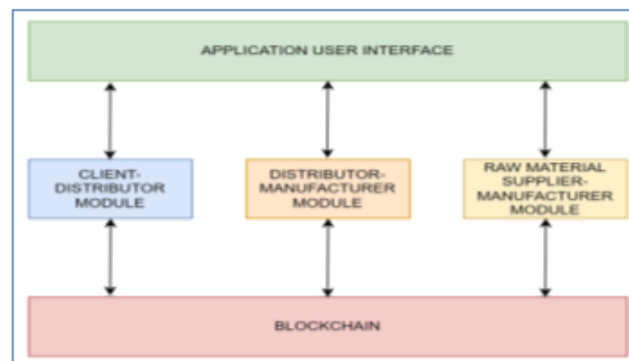 APPLICATION USER INTERFACE
CLIENT-
DISTRIBUTOR
MODULE
DISTRIBUTOR-
MANUFACTURER
MODULE
RAW MATERIAL
SUPPLIER-
MANUFACTURER
MODULE
BLOCKCHAIN